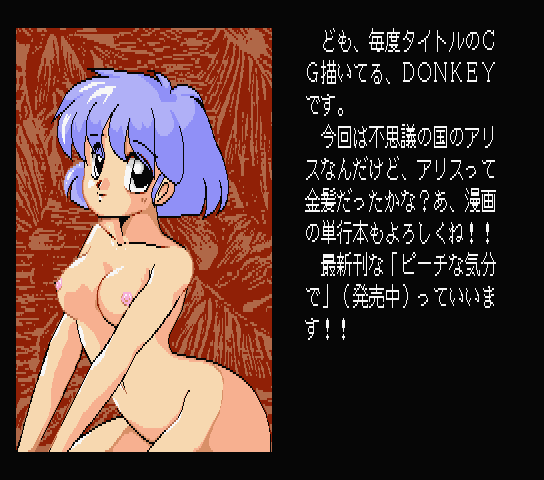 ども、毎度タイトルのＣ
Ｇ描いてる、ＤＯＮＫＥＹ
です。
　今回は不思議の国のアリ
スなんだけど、アリスって
金髪だったかな？あ、漫画
の単行本もよろしくね！！
　最新刊な「ピーチな気分
で」（発売中）っていいま
す！！